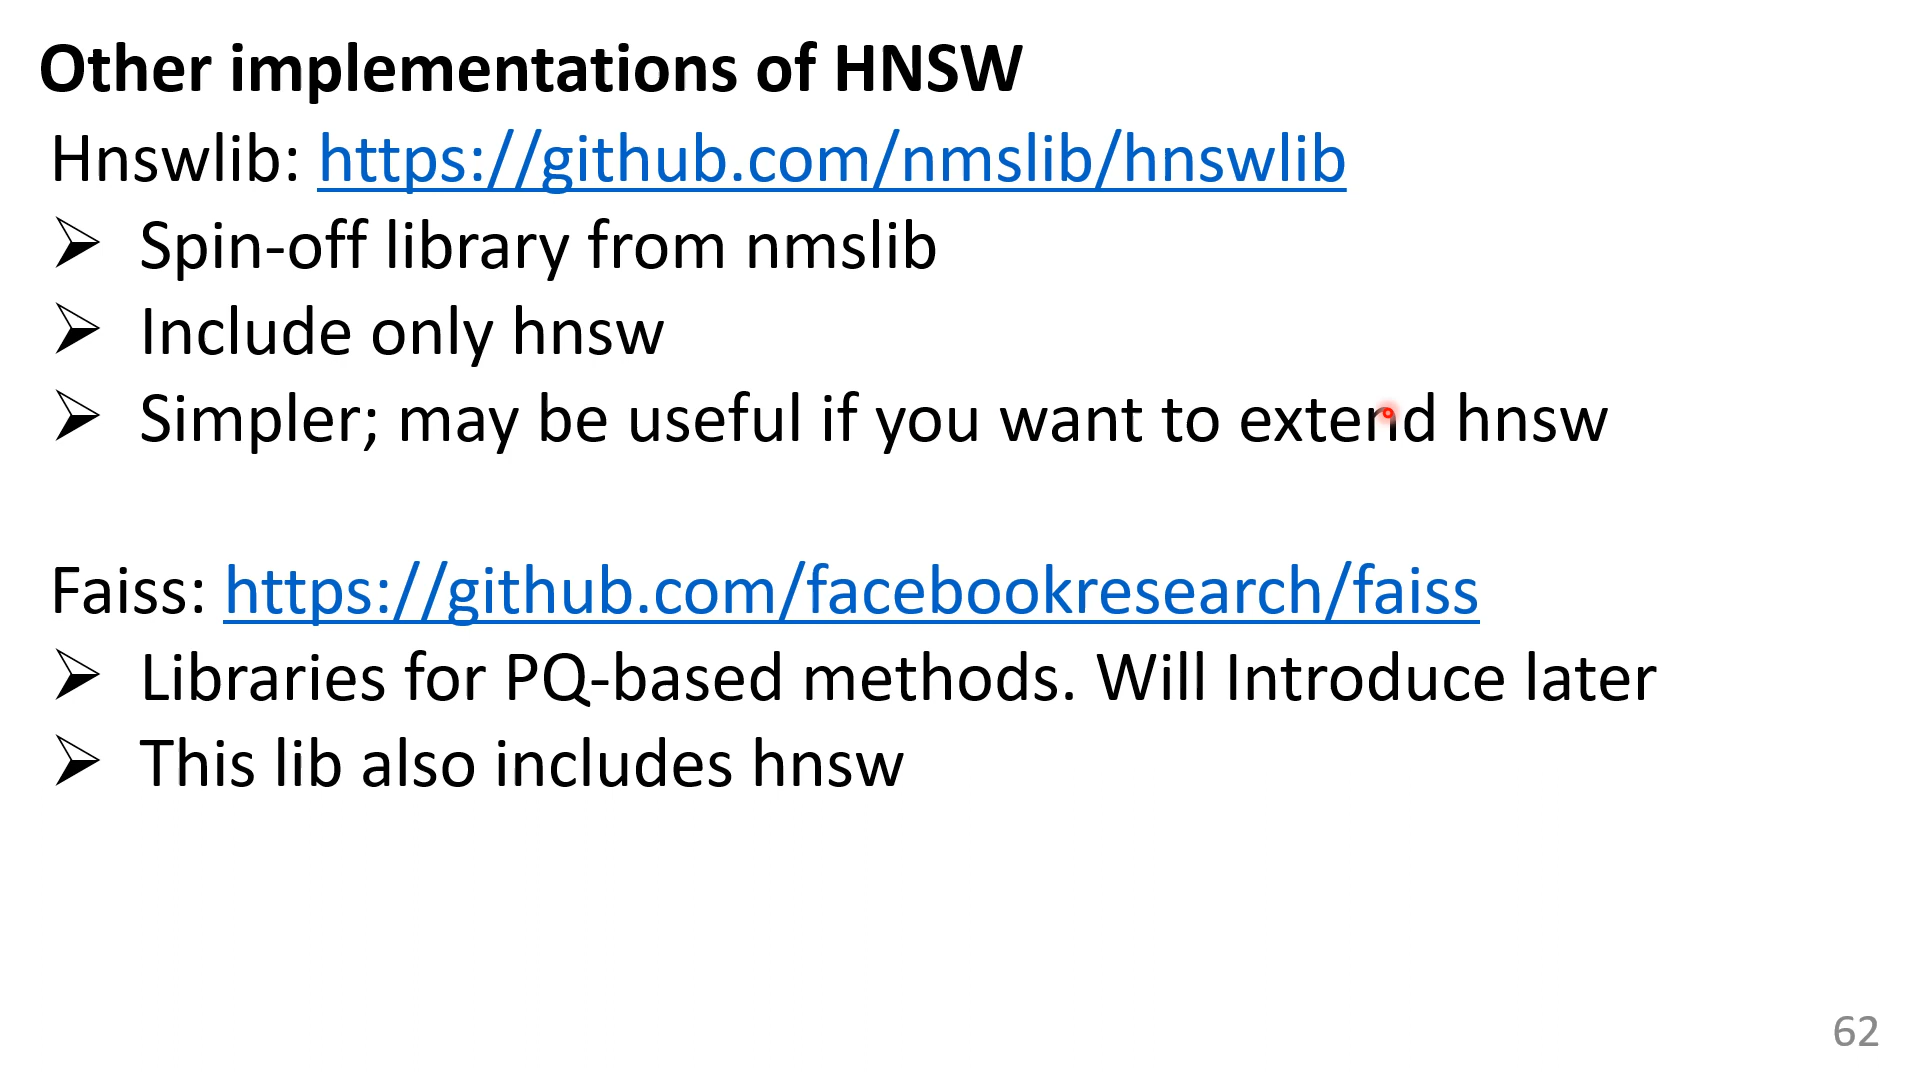 Other implementations of HNSW
Hnswlib: https://github.com/nmslib/hnswlib
➢ Spin-off library from nmslib
➢ Include only hnsw
➢ Simpler; may be useful if you want to extend hnsw
Faiss: https://github.com/facebookresearch/faiss
➢ Libraries for PQ-based methods. Will Introduce later
➢ This lib also includes hnsw
62